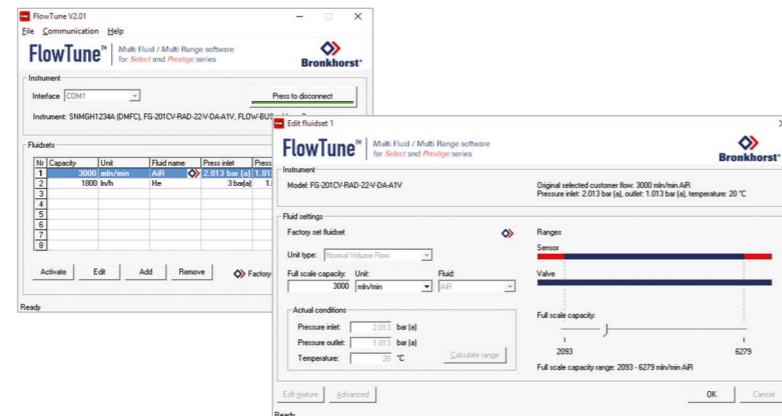 FlowTune V2.01
File Communication Help
FlowTune™ Multi Fluid / Multi Range software
for Select and Prestige series
Bronkhorst®
Instrument
Interface COM1 Press to disconnect
Instrument: SNMGH1234A (DMFC), FG-201CV-RAD-22-V-DA-A1V, FLOW-BUS
Fluidsets
Nr Capacity Unit Fluid name Press inlet Press
1 3000 mln/min AiR 2.013 bar (a) 1.01
2 1800 ln/h He 3 bar(a) 1.
3
4
5
6
7
8
Activate Edit Add Remove Factory
Ready
Edit fluidset 1
FlowTune™ Multi Fluid / Multi Range software
for Select and Prestige series
Bronkhorst®
Instrument
Model: FG-201CV-RAD-22-V-DA-A1V Original selected customer flow: 3000 mln/min AiR
Pressure inlet: 2.013 bar (a), outlet: 1.013 bar (a), temperature: 20 °C
Fluid settings
Factory set fluidset Ranges
Sensor
Unit type: Normal Volume Flow
Full scale capacity: Unit: Fluid: Valve
3000 mln/min AiR
Actual conditions Full scale capacity:
Pressure inlet: 2.013 bar (a)
Pressure outlet: 1.013 bar (a)
Temperature: 20 °C Calculate range 2093 6279
Full scale capacity range: 2093 - 6279 mln/min AiR
Edit mixture Advanced OK Cancel
Ready